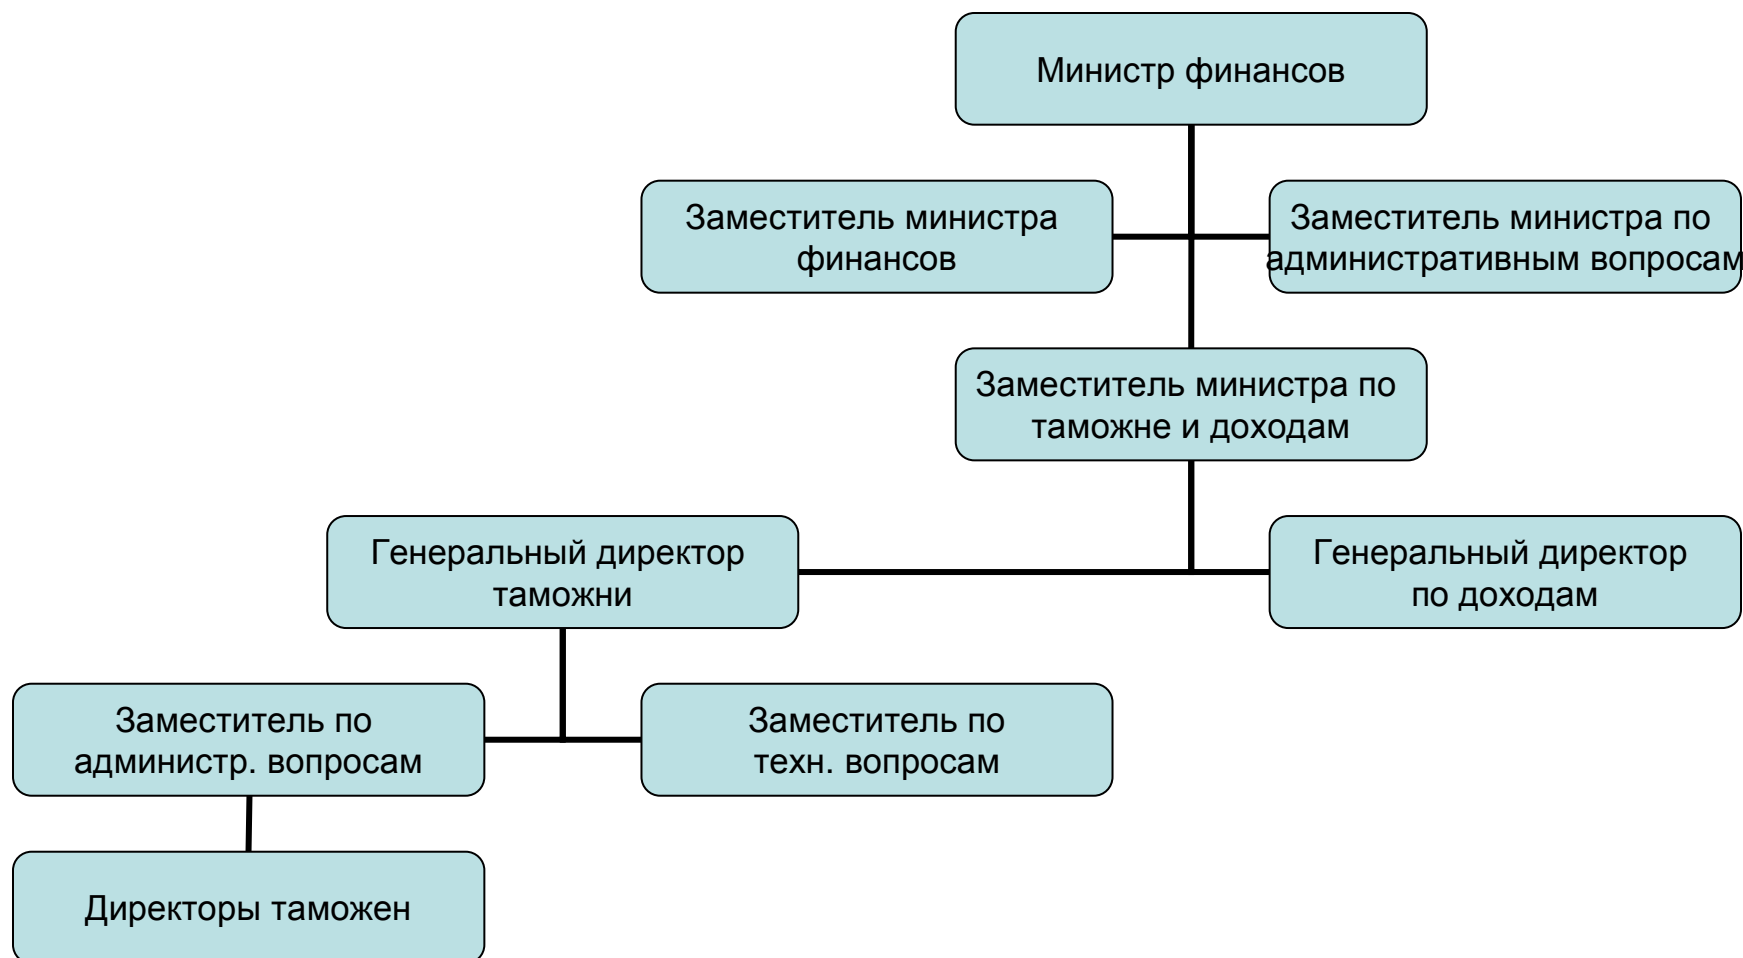 Министр финансов
Заместитель министра
финансов
Заместитель министра по
административным вопросам
Заместитель министра по
таможне и доходам
Генеральный директор
таможни
Генеральный директор
по доходам
Заместитель по
администр. вопросам
Заместитель по
техн. вопросам
Директоры таможен